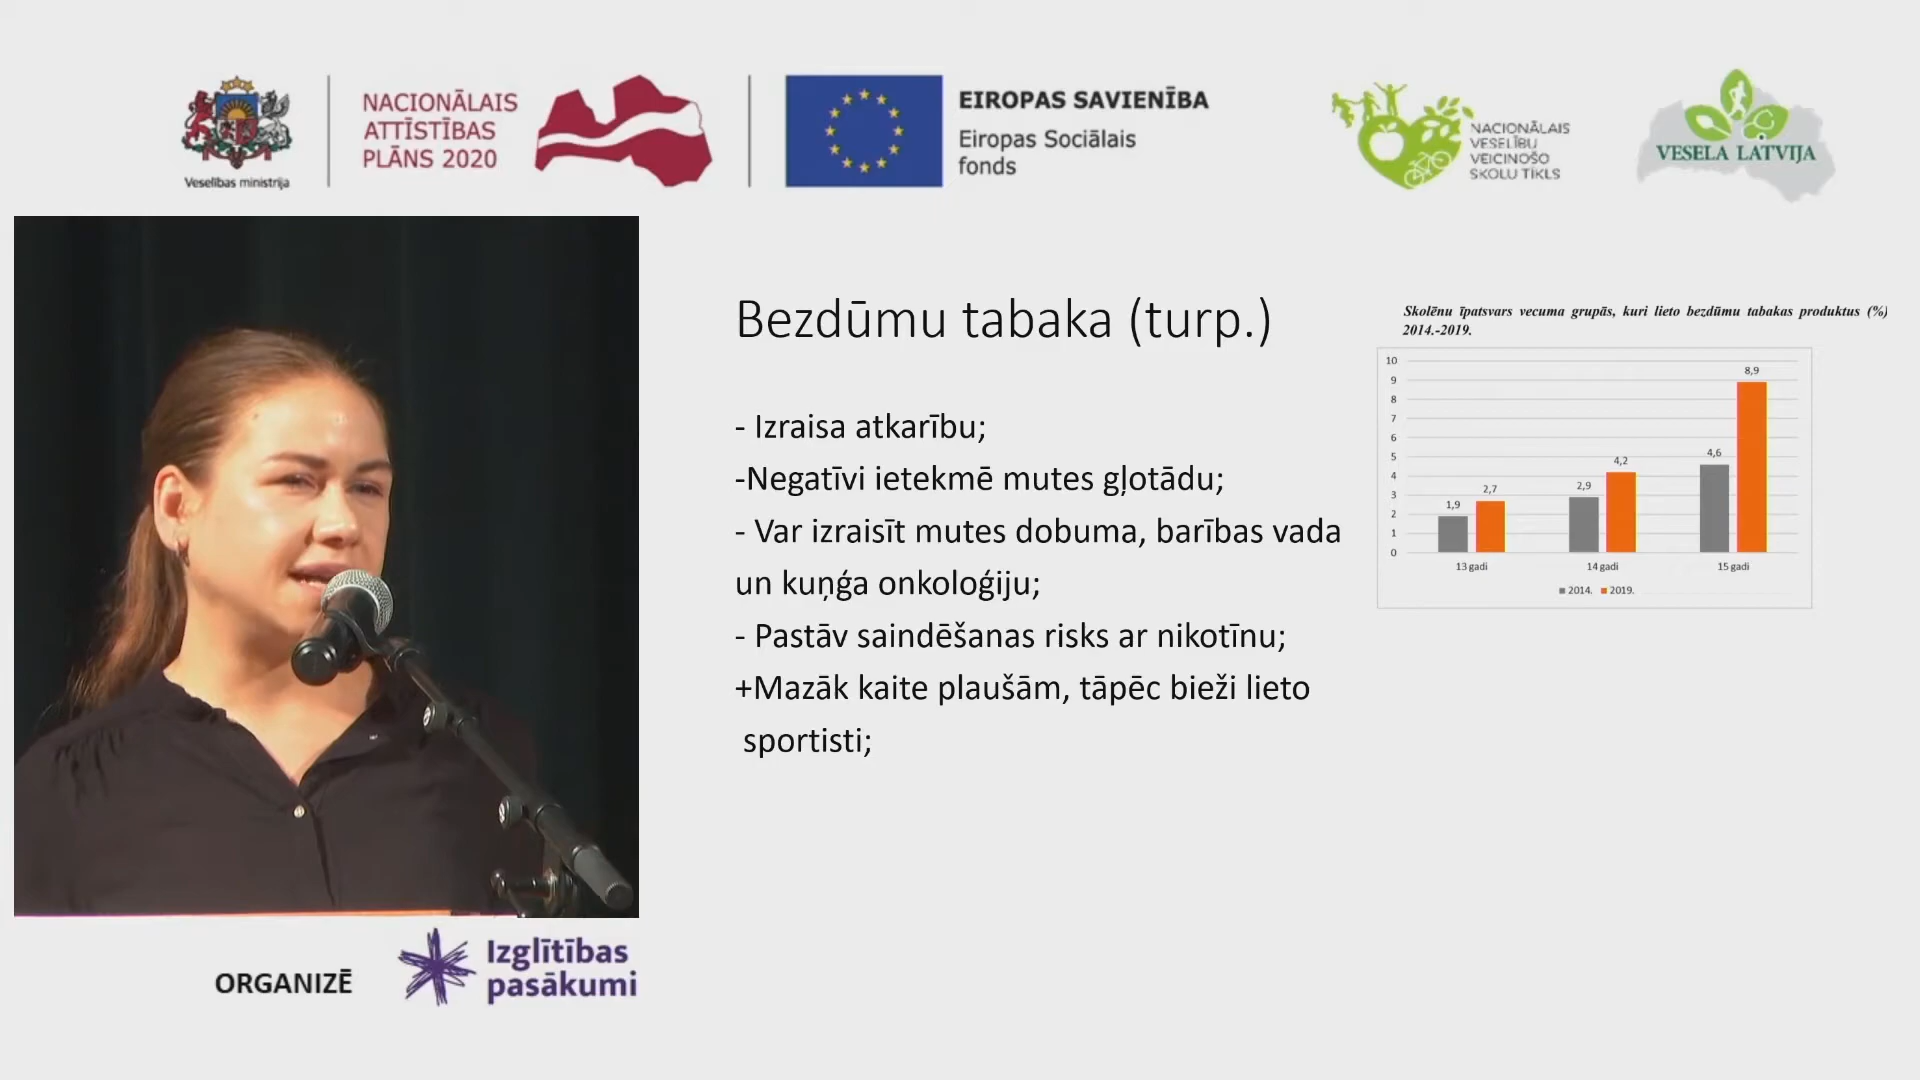 Veselības ministrija
NACIONĀLAIS
ATTĪSTĪBAS
PLĀNS 2020
EIROPAS SAVIENĪBA
Eiropas Sociālais
fonds
NACIONĀLAIS
VESELĪBU
VEICINOŠO
SKOLU TĪKLS
VESELA LATVIJA
Bezdūmu tabaka (turp.)
- Izraisa atkarību;
-Negatīvi ietekmē mutes gļotādu;
- Var izraisīt mutes dobuma, barības vada
un kuņģa onkoloģiju;
- Pastāv saindēšanas risks ar nikotīnu;
+Mazāk kaite plaušām, tāpēc bieži lieto
sportisti;
Skolēnu īpatsvars vecuma grupās, kuri lieto bezdūmu tabakas produktus (%)
2014.-2019.
10
9
8
7
6
5
4
3
2
1
0
1,9
2,7
2,9
4,2
4,6
8,9
13 gadi
14 gadi
15 gadi
2014.
2019.
ORGANIZĒ
Izglītības
pasākumi